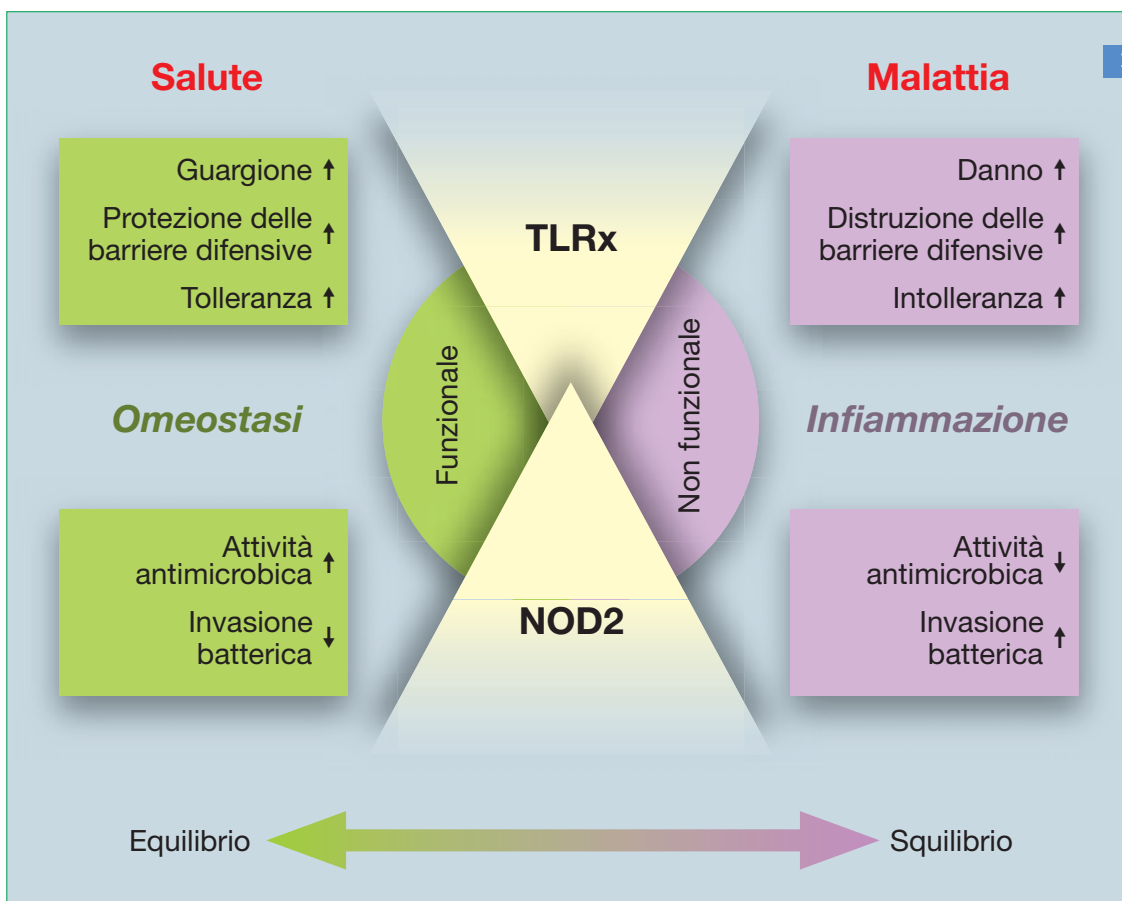 Salute
Malattia
Guargione ↑
Protezione delle
barriere difensive ↑
Tolleranza ↑
TLRx
Danno ↑
Distruzione delle
barriere difensive ↑
Intolleranza ↑
Omeostasi
Funzionale
Non funzionale
Infiammazione
Attività
antimicrobica ↑
Invasione
batterica ↓
NOD2
Attività
antimicrobica ↓
Invasione
batterica ↑
Equilibrio
Squilibrio